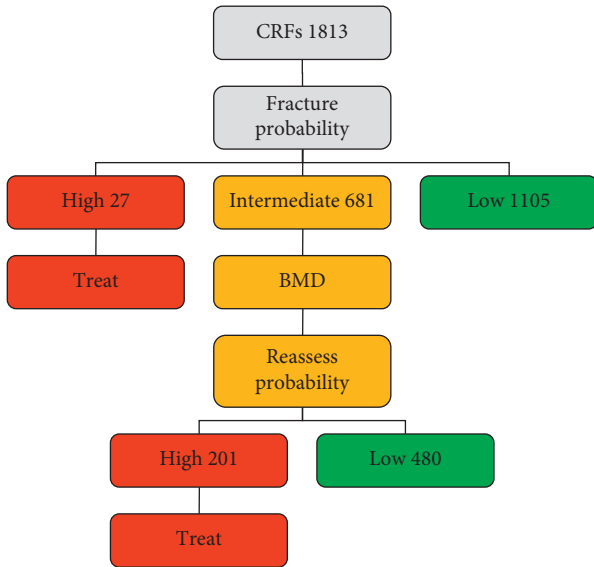 CRFs 1813
Fracture
probability
High 27
Intermediate 681
Low 1105
Treat
BMD
Reassess
probability
High 201
Low 480
Treat